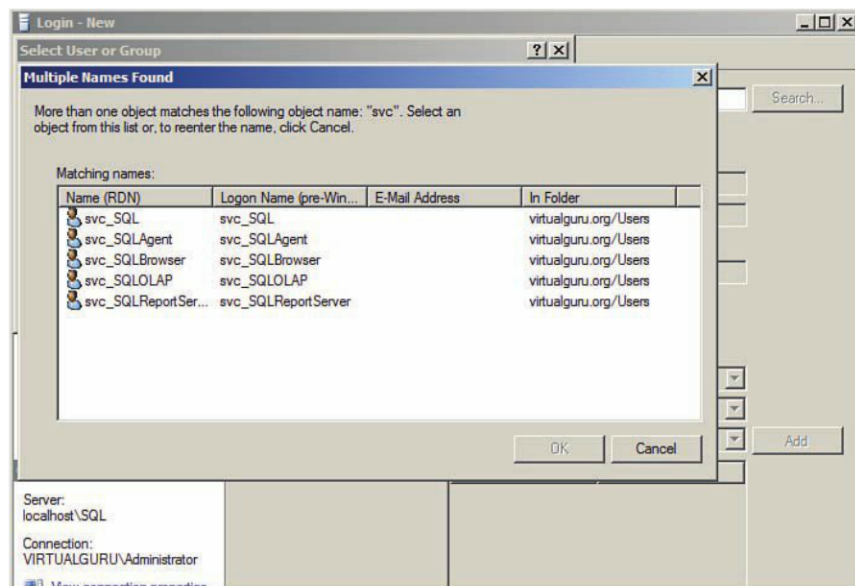 Login - New
Select User or Group
Multiple Names Found
More than one object matches the following object name: "svc". Select an
object from this list or, to reenter the name, click Cancel.
Search...
Matching names:
Name (RDN) Logon Name (pre-Win... E-Mail Address In Folder
svc_SQL svc_SQL virtualguru.org/Users
svc_SQLAgent svc_SQLAgent virtualguru.org/Users
svc_SQLBrowser svc_SQLBrowser virtualguru.org/Users
svc_SQLOLAP svc_SQLOLAP virtualguru.org/Users
svc_SQLReportSer... svc_SQLReportServer virtualguru.org/Users
OK Cancel
Add
Server:
localhost\SQL
Connection:
VIRTUALGURU\Administrator
View connection properties